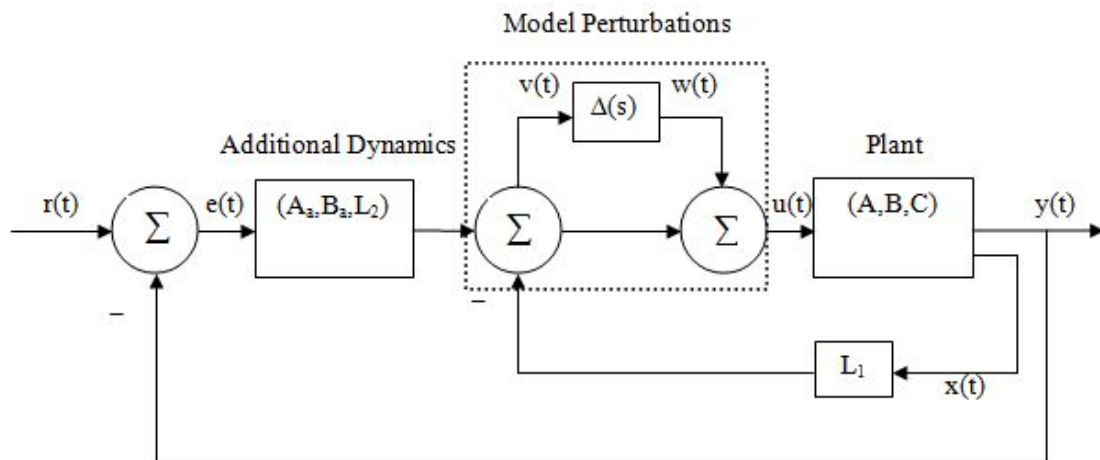 Model Perturbations
v(t)
w(t)
Δ(s)
Additional Dynamics
Plant
r(t)
Σ
e(t)
(Aₐ,Bₐ,L₂)
Σ
Σ
u(t)
(A,B,C)
y(t)
−
−
L₁
x(t)